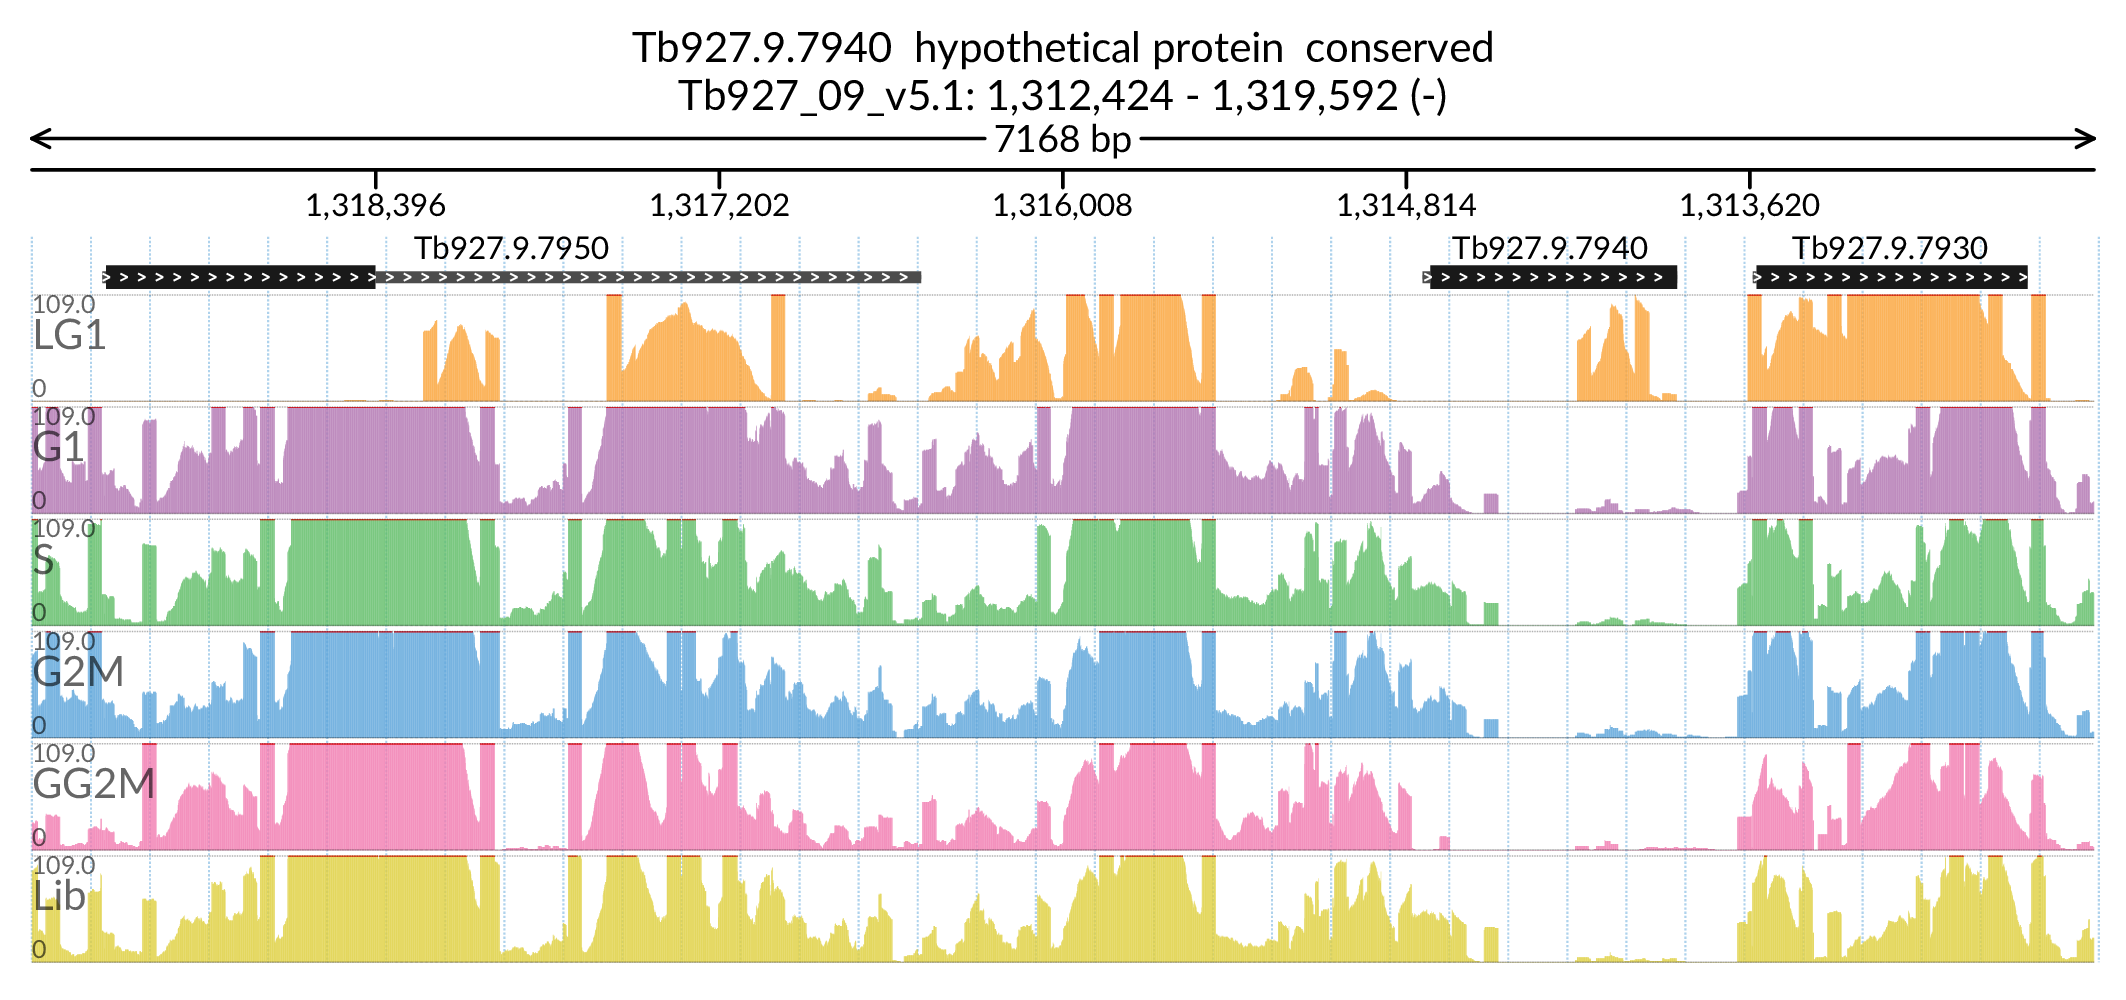 Tb927.9.7940 hypothetical protein conserved
Tb927_09_v5.1: 1,312,424 - 1,319,592 (-)
7168 bp
1,318,396 1,317,202 1,316,008 1,314,814 1,313,620
Tb927.9.7950 Tb927.9.7940 Tb927.9.7930
109.0
LG1
0
109.0
G1
0
109.0
S
0
109.0
G2M
0
109.0
GG2M
0
109.0
Lib
0